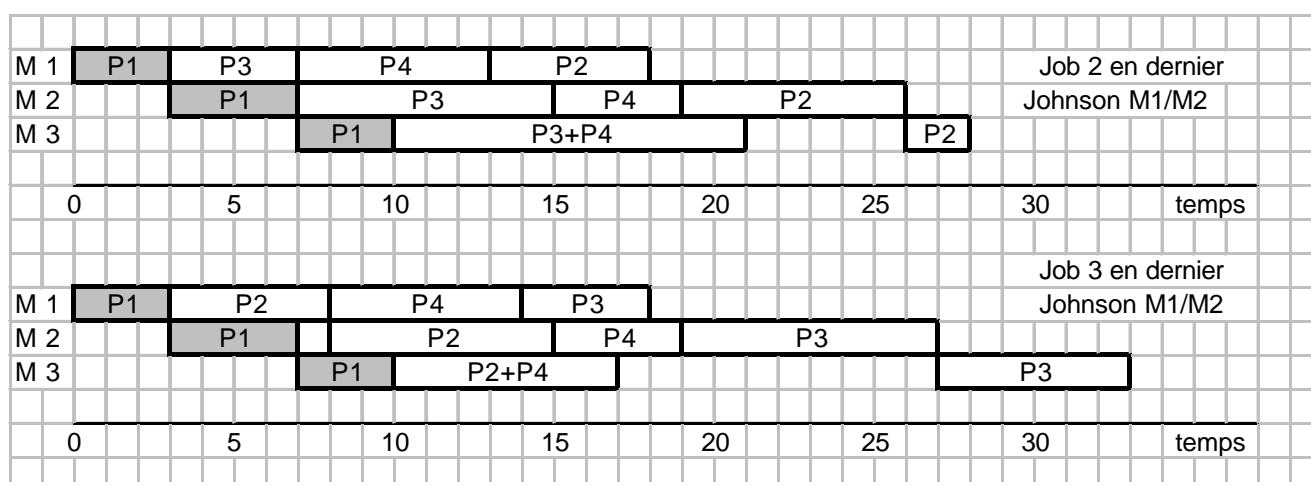 M 1 P1 P3 P4 P2 Job 2 en dernier
M 2 P1 P3 P4 P2 Johnson M1/M2
M 3 P1 P3+P4 P2
0 5 10 15 20 25 30 temps
Job 3 en dernier
M 1 P1 P2 P4 P3 Johnson M1/M2
M 2 P1 P2 P4 P3
M 3 P1 P2+P4 P3
0 5 10 15 20 25 30 temps